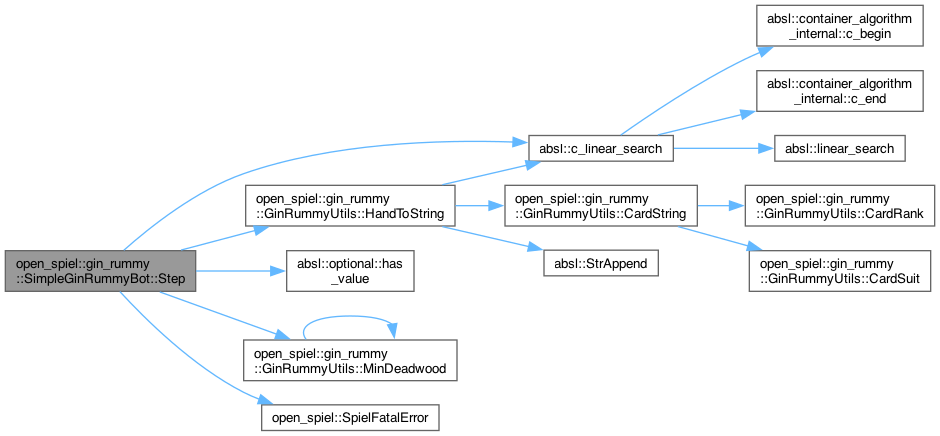 open_spiel::gin_rummy
::SimpleGinRummyBot::Step
absl::c_linear_search
absl::container_algorithm
_internal::c_begin
absl::container_algorithm
_internal::c_end
absl::linear_search
open_spiel::gin_rummy
::GinRummyUtils::HandToString
open_spiel::gin_rummy
::GinRummyUtils::CardString
open_spiel::gin_rummy
::GinRummyUtils::CardRank
open_spiel::gin_rummy
::GinRummyUtils::CardSuit
absl::StrAppend
absl::optional::has
_value
open_spiel::gin_rummy
::GinRummyUtils::MinDeadwood
open_spiel::SpielFatalError